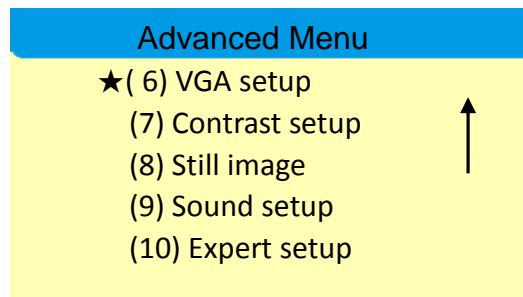 Advanced Menu
★( 6) VGA setup
(7) Contrast setup
(8) Still image
(9) Sound setup
(10) Expert setup